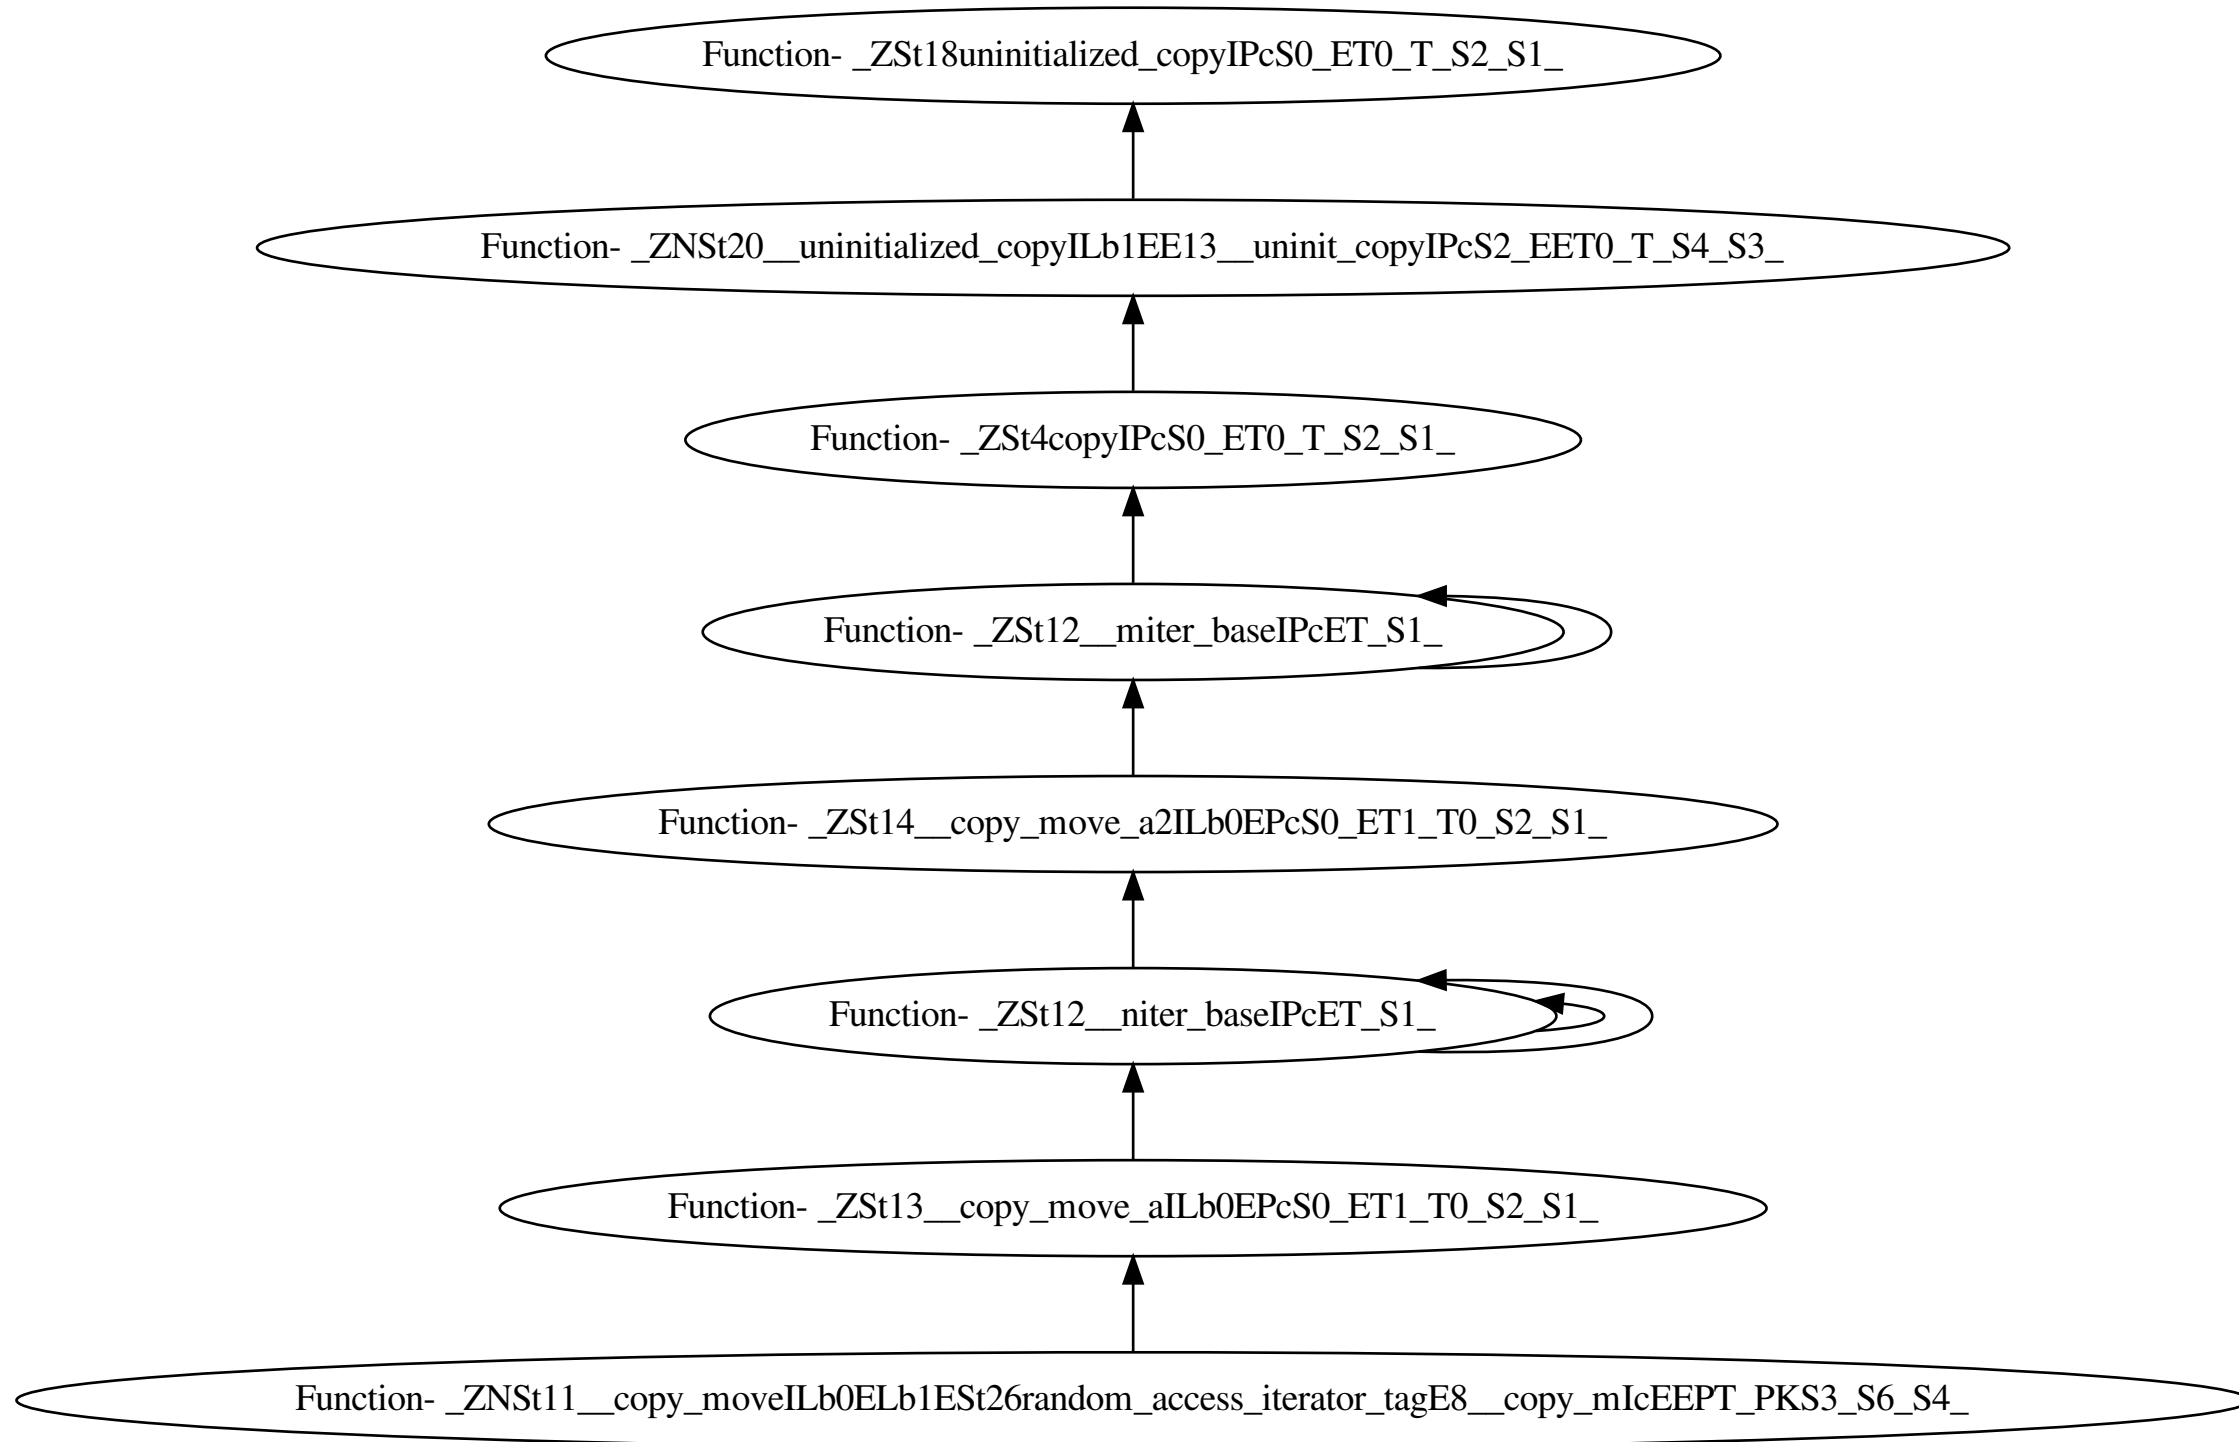 Function- _ZSt18uninitialized_copyIPcS0_ET0_T_S2_S1_
Function- _ZNSt20__uninitialized_copyILb1EE13__uninit_copyIPcS2_EET0_T_S4_S3_
Function- _ZSt4copyIPcS0_ET0_T_S2_S1_
Function- _ZSt12__miter_baseIPcET_S1_
Function- _ZSt14__copy_move_a2ILb0EPcS0_ET1_T0_S2_S1_
Function- _ZSt12__niter_baseIPcET_S1_
Function- _ZSt13__copy_move_aILb0EPcS0_ET1_T0_S2_S1_
Function- _ZNSt11__copy_moveILb0ELb1ESt26random_access_iterator_tagE8__copy_mIcEEPT_PKS3_S6_S4_